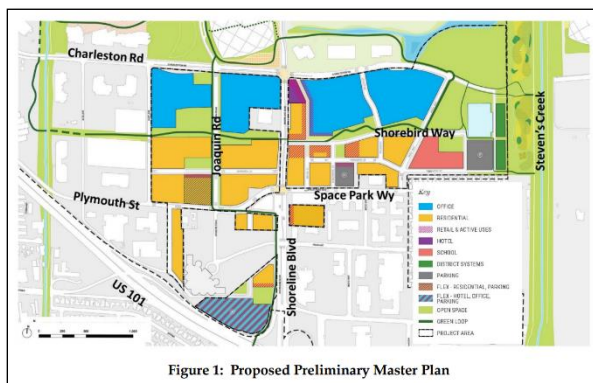 Charleston Rd
Joaquin Rd
Shorebird Way
Steven's Creek
Plymouth St
Space Park Wy
Shoreline Blvd
US 101
Key
OFFICE
RESIDENTIAL
RETAIL & ACTIVE USES
HOTEL
SCHOOL
DISTRICT SYSTEMS
PARKING
FLEX - RESIDENTIAL, PARKING
FLEX - HOTEL, OFFICE,
PARKING
OPEN SPACE
GREEN LOOP
PROJECT AREA
Figure 1: Proposed Preliminary Master Plan